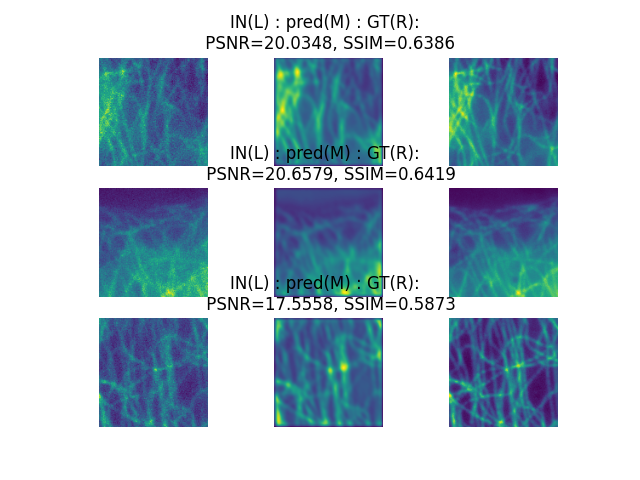 IN(L) : pred(M) : GT(R):
PSNR=20.0348, SSIM=0.6386
IN(L) : pred(M) : GT(R):
PSNR=20.6579, SSIM=0.6419
IN(L) : pred(M) : GT(R):
PSNR=17.5558, SSIM=0.5873